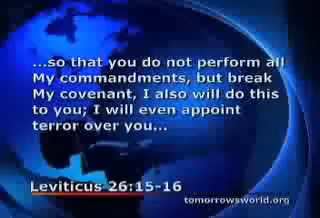 ...so that you do not perform all
My commandments, but break
My covenant, I also will do this
to you; I will even appoint
terror over you...
Leviticus 26:15-16
tomorrowsworld.org